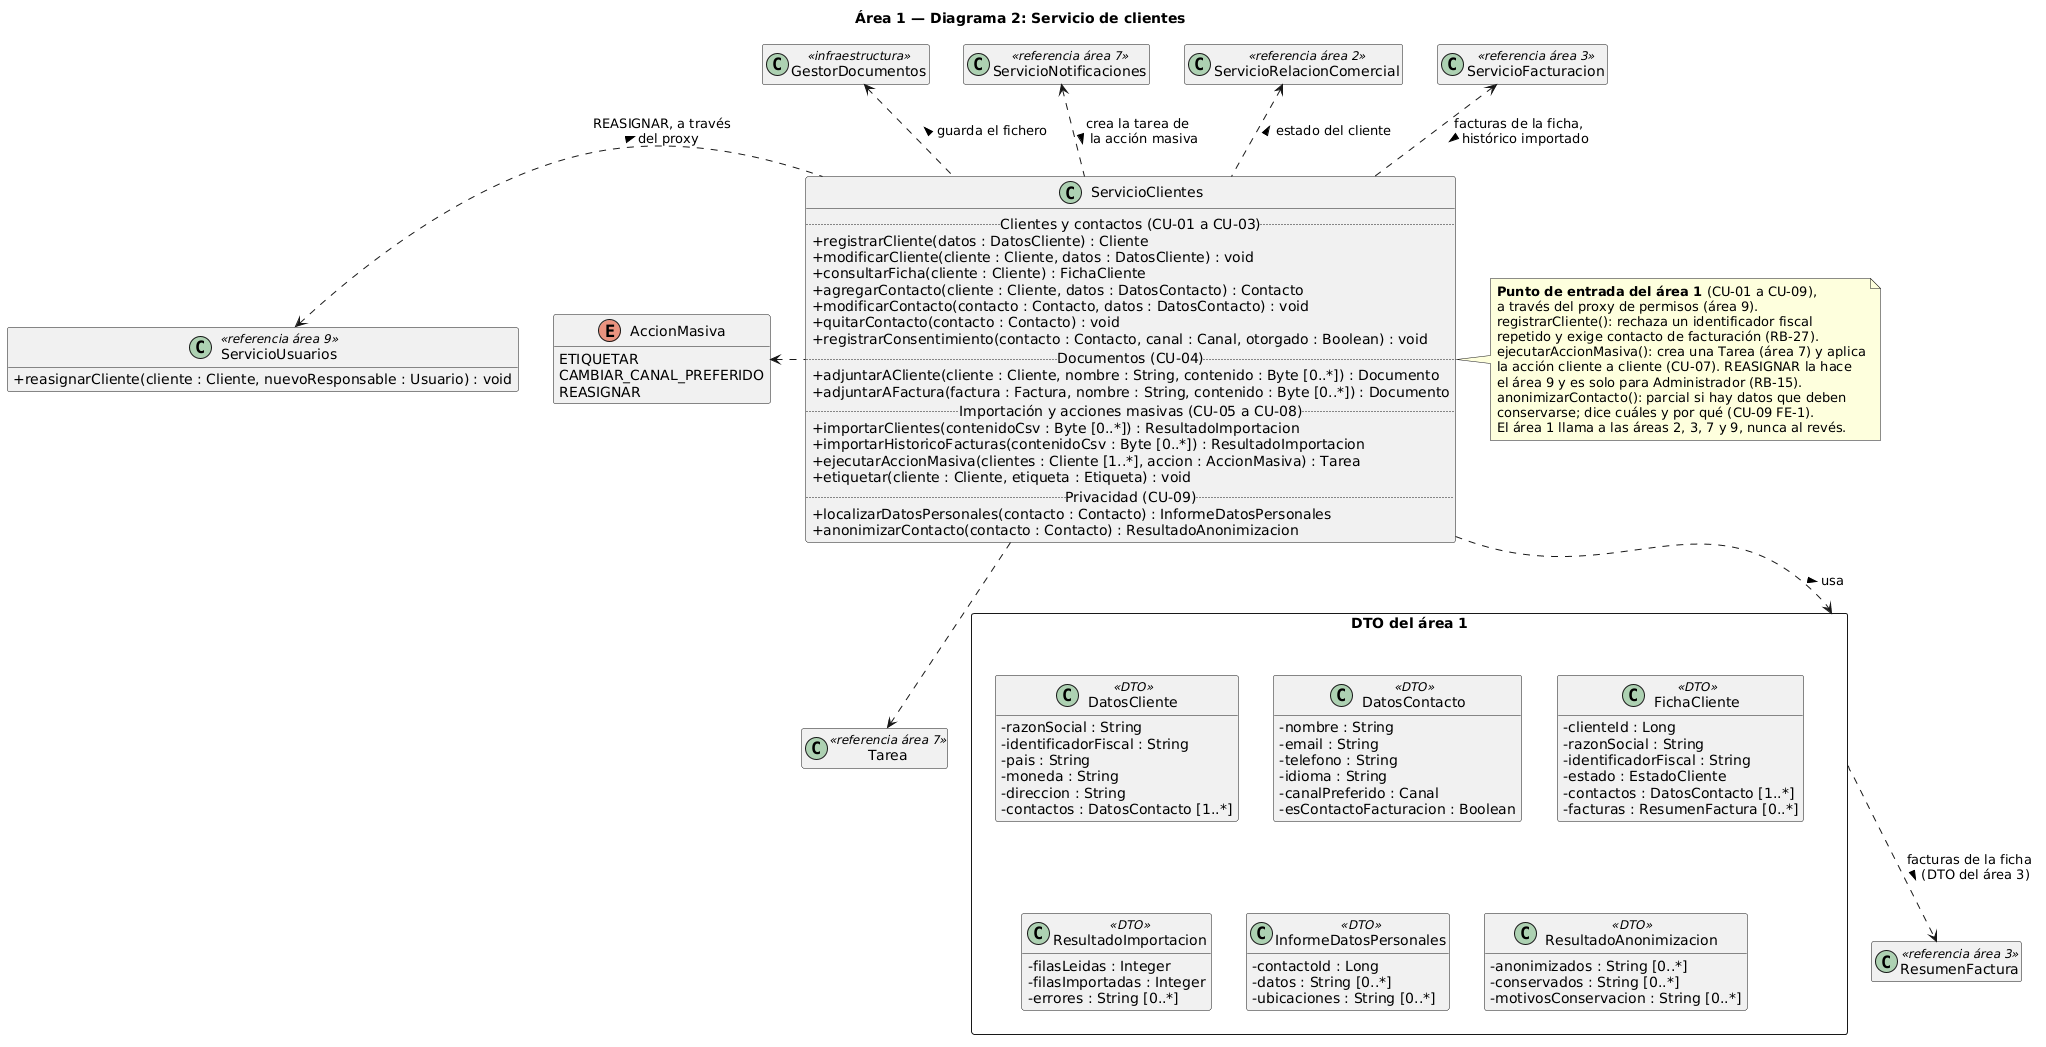 Área 1 — Diagrama 2: Servicio de clientes
«infraestructura»
GestorDocumentos
«referencia área 7»
ServicioNotificaciones
«referencia área 2»
ServicioRelacionComercial
«referencia área 3»
ServicioFacturacion
REASIGNAR, a través
del proxy
guarda el fichero
crea la tarea de
la acción masiva
estado del cliente
facturas de la ficha,
histórico importado
«referencia área 9»
ServicioUsuarios
+reasignarCliente(cliente : Cliente, nuevoResponsable : Usuario) : void
AccionMasiva
ETIQUETAR
CAMBIAR_CANAL_PREFERIDO
REASIGNAR
ServicioClientes
Clientes y contactos (CU-01 a CU-03)
+registrarCliente(datos : DatosCliente) : Cliente
+modificarCliente(cliente : Cliente, datos : DatosCliente) : void
+consultarFicha(cliente : Cliente) : FichaCliente
+agregarContacto(cliente : Cliente, datos : DatosContacto) : Contacto
+modificarContacto(contacto : Contacto, datos : DatosContacto) : void
+quitarContacto(contacto : Contacto) : void
+registrarConsentimiento(contacto : Contacto, canal : Canal, otorgado : Boolean) : void
Documentos (CU-04)
+adjuntarACliente(cliente : Cliente, nombre : String, contenido : Byte [0..*]) : Documento
+adjuntarAFactura(factura : Factura, nombre : String, contenido : Byte [0..*]) : Documento
Importación y acciones masivas (CU-05 a CU-08)
+importarClientes(contenidoCsv : Byte [0..*]) : ResultadoImportacion
+importarHistoricoFacturas(contenidoCsv : Byte [0..*]) : ResultadoImportacion
+ejecutarAccionMasiva(clientes : Cliente [1..*], accion : AccionMasiva) : Tarea
+etiquetar(cliente : Cliente, etiqueta : Etiqueta) : void
Privacidad (CU-09)
+localizarDatosPersonales(contacto : Contacto) : InformeDatosPersonales
+anonimizarContacto(contacto : Contacto) : ResultadoAnonimizacion
Punto de entrada del área 1 (CU-01 a CU-09),
a través del proxy de permisos (área 9).
registrarCliente(): rechaza un identificador fiscal
repetido y exige contacto de facturación (RB-27).
ejecutarAccionMasiva(): crea una Tarea (área 7) y aplica
la acción cliente a cliente (CU-07). REASIGNAR la hace
el área 9 y es solo para Administrador (RB-15).
anonimizarContacto(): parcial si hay datos que deben
conservarse; dice cuáles y por qué (CU-09 FE-1).
El área 1 llama a las áreas 2, 3, 7 y 9, nunca al revés.
usa
DTO del área 1
«referencia área 7»
Tarea
«DTO»
DatosCliente
-razonSocial : String
-identificadorFiscal : String
-pais : String
-moneda : String
-direccion : String
-contactos : DatosContacto [1..*]
«DTO»
DatosContacto
-nombre : String
-email : String
-telefono : String
-idioma : String
-canalPreferido : Canal
-esContactoFacturacion : Boolean
«DTO»
FichaCliente
-clienteId : Long
-razonSocial : String
-identificadorFiscal : String
-estado : EstadoCliente
-contactos : DatosContacto [1..*]
-facturas : ResumenFactura [0..*]
facturas de la ficha
(DTO del área 3)
«DTO»
ResultadoImportacion
-filasLeidas : Integer
-filasImportadas : Integer
-errores : String [0..*]
«DTO»
InformeDatosPersonales
-contactoId : Long
-datos : String [0..*]
-ubicaciones : String [0..*]
«DTO»
ResultadoAnonimizacion
-anonimizados : String [0..*]
-conservados : String [0..*]
-motivosConservacion : String [0..*]
«referencia área 3»
ResumenFactura